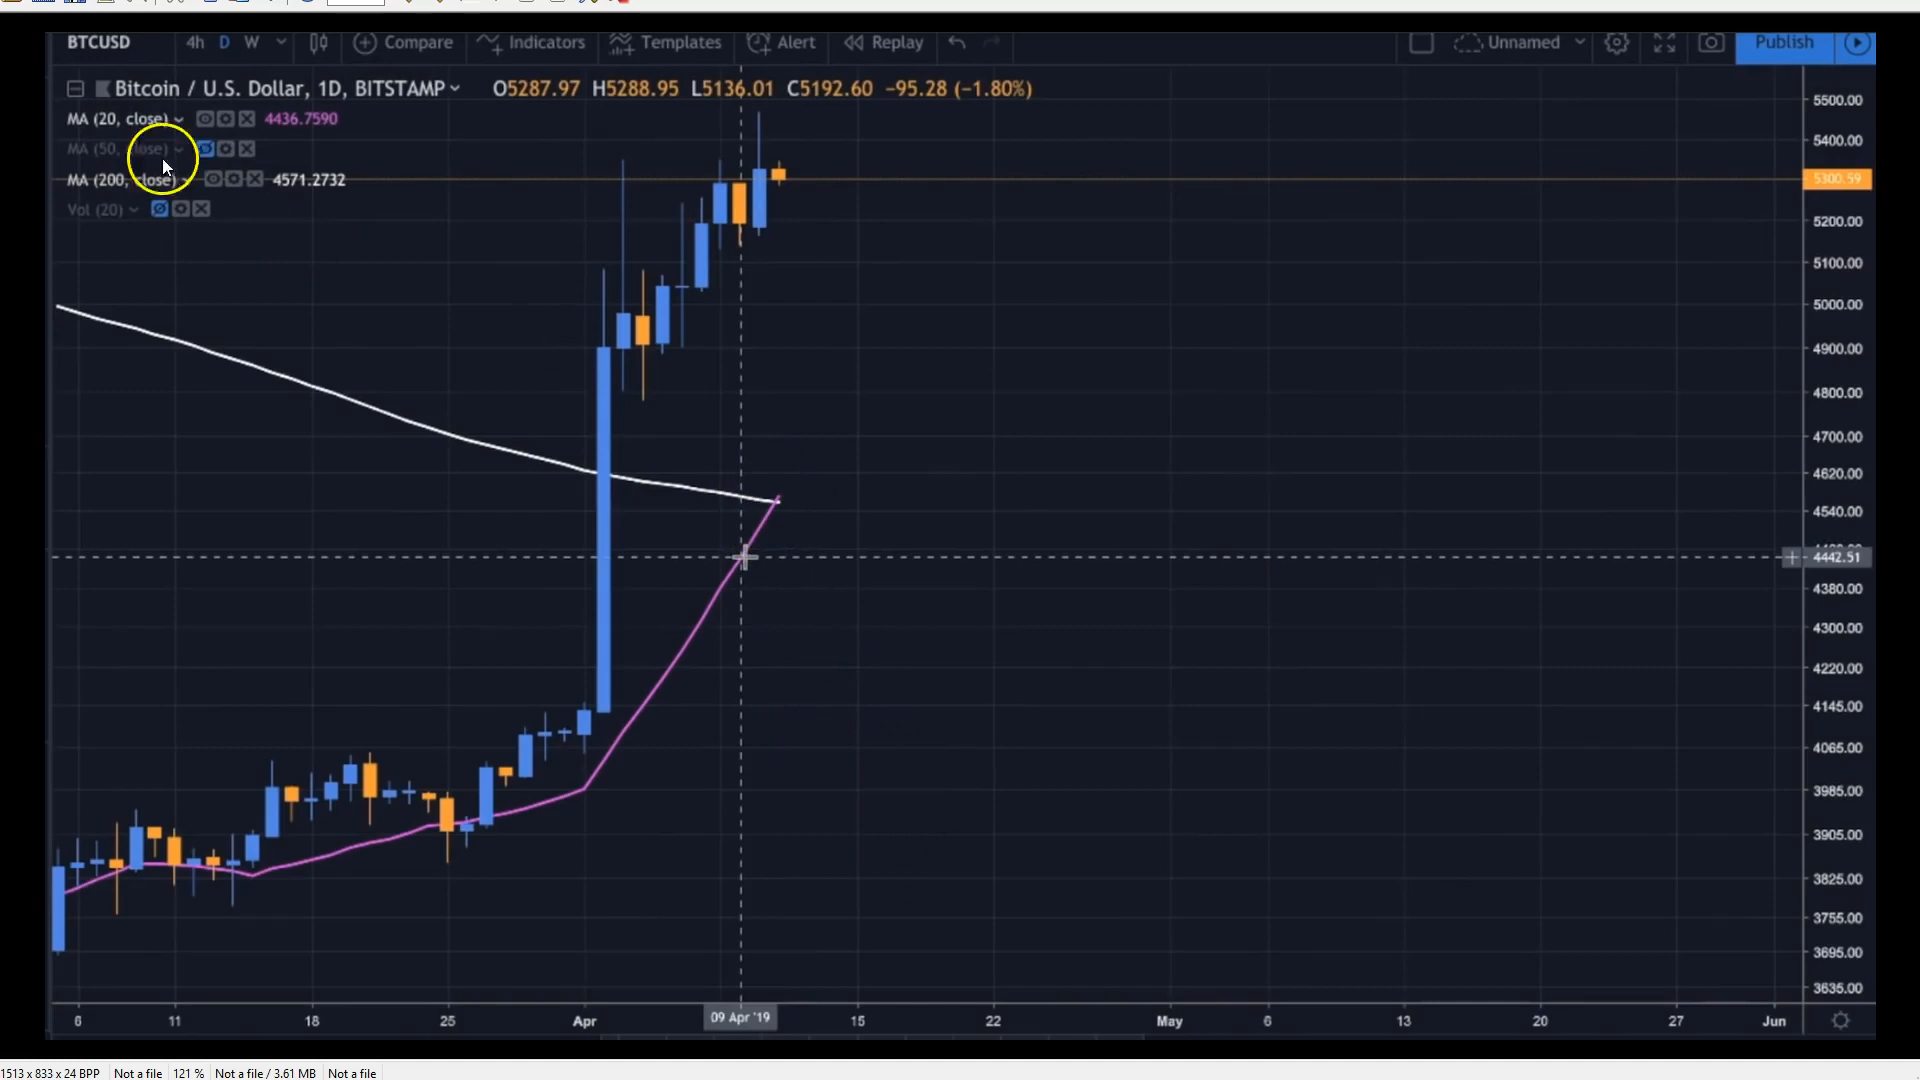 BTCUSD 4h D W Compare Indicators Templates Alert Replay Unnamed Publish
Bitcoin / U.S. Dollar, 1D, BITSTAMP O5287.97 H5288.95 L5136.01 C5192.60 −95.28 (−1.80%)
MA (20, close) 4436.7590
MA (50, close)
MA (200, close) 4571.2732
Vol (20)
5500.00
5400.00
5300.59
5200.00
5100.00
5000.00
4900.00
4800.00
4700.00
4620.00
4540.00
4442.51
4380.00
4300.00
4220.00
4145.00
4065.00
3985.00
3905.00
3825.00
3755.00
3695.00
3635.00
6 11 18 25 Apr 09 Apr '19 15 22 May 6 13 20 27 Jun
1513 x 833 x 24 BPP Not a file 121 % Not a file / 3.61 MB Not a file